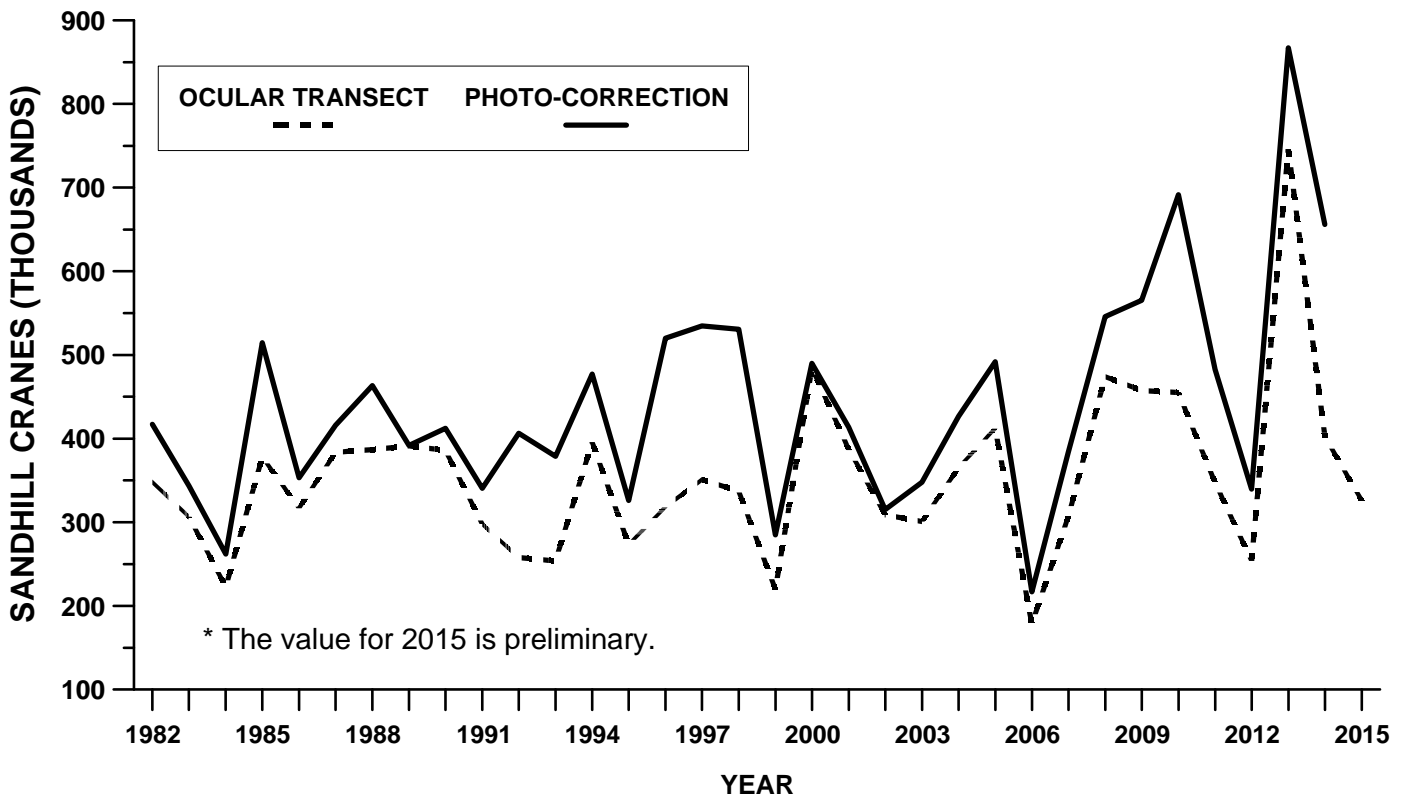 SANDHILL CRANES (THOUSANDS)
900
800
700
600
500
400
300
200
100
OCULAR TRANSECT PHOTO-CORRECTION
* The value for 2015 is preliminary.
1982 1985 1988 1991 1994 1997 2000 2003 2006 2009 2012 2015
YEAR